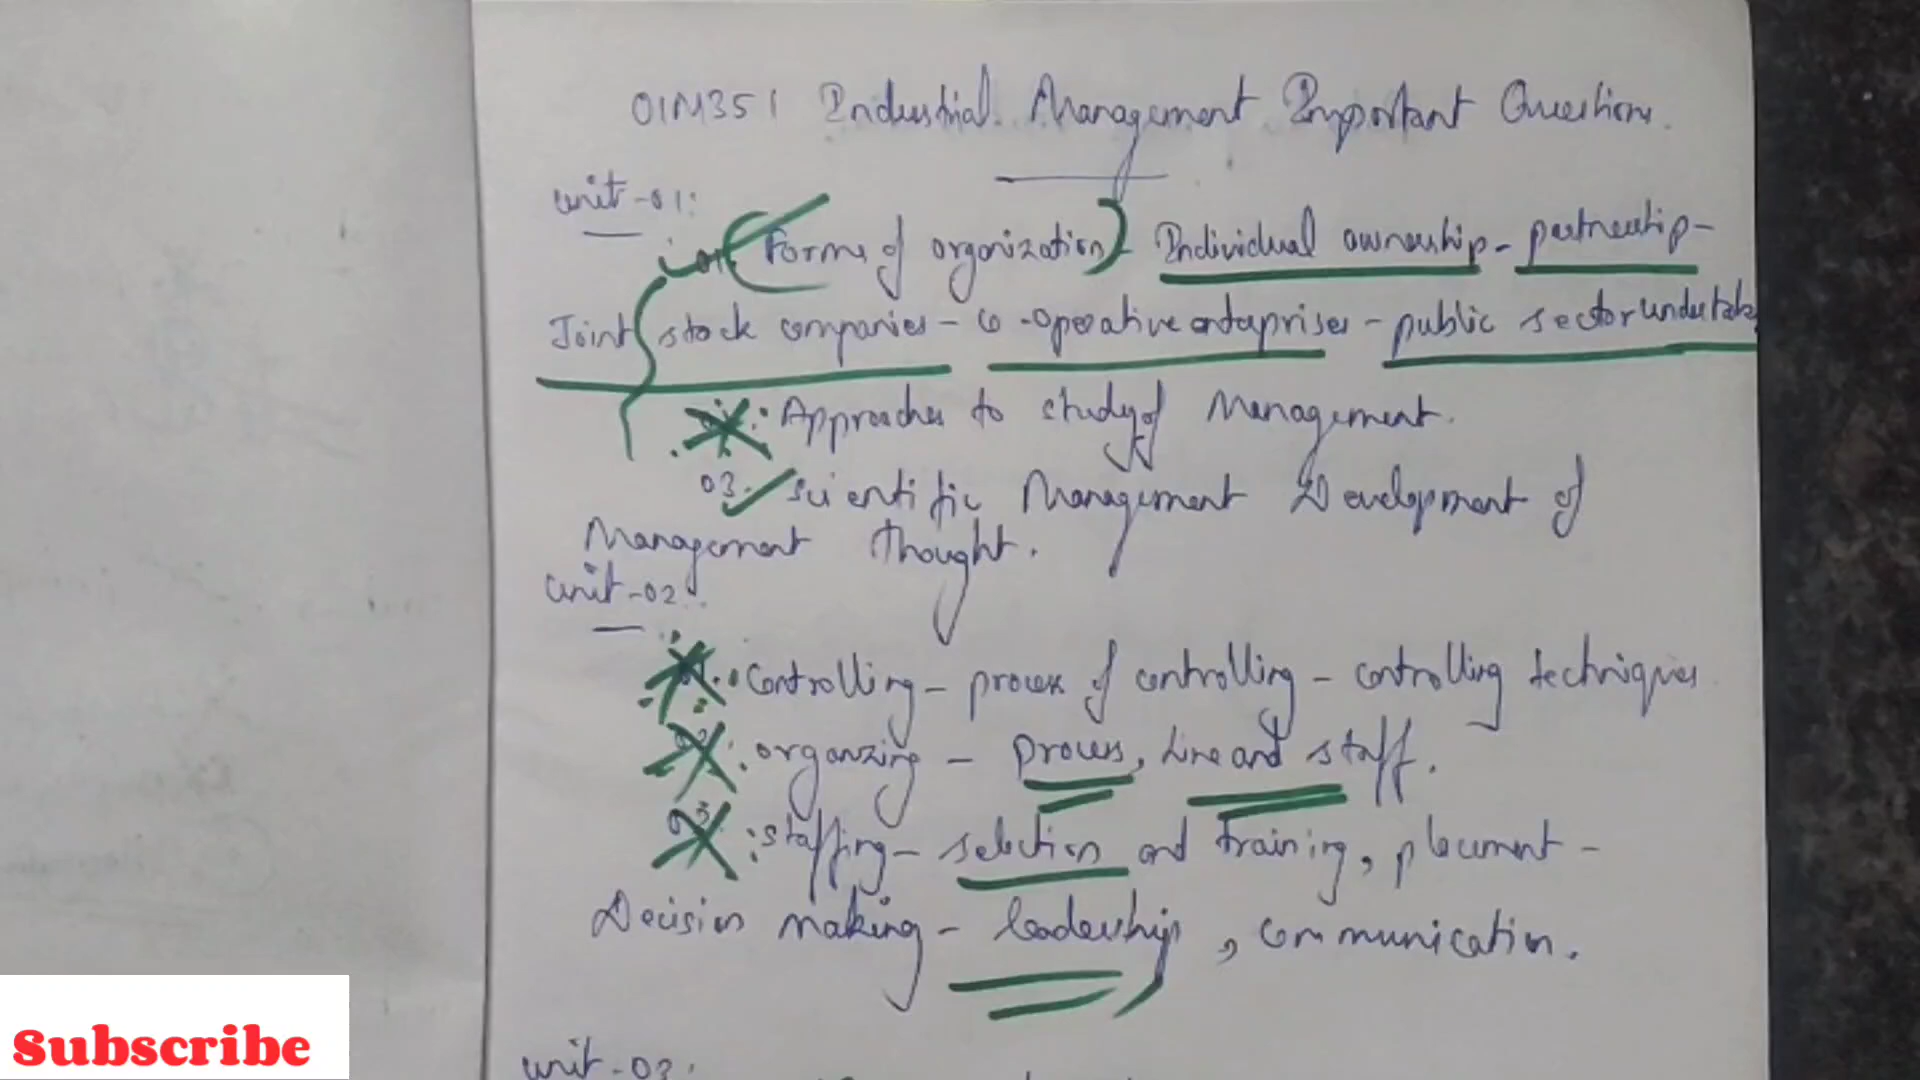 OIM351 Industrial Management Important Questions.
unit-01:
01. Forms of organization - Individual ownership - partnership -
Joint stock companies - co-operative enterprises - public sector undertak
: Approaches to study of Management.
03. Scientific Management Development of
Management Thought.
unit-02:
01.: Controlling - process of controlling - controlling techniques
02: organzing - process, Line and staff.
03: staffing - selection and training, placement -
Decision making - leadership, communication.
unit-03:
Subscribe